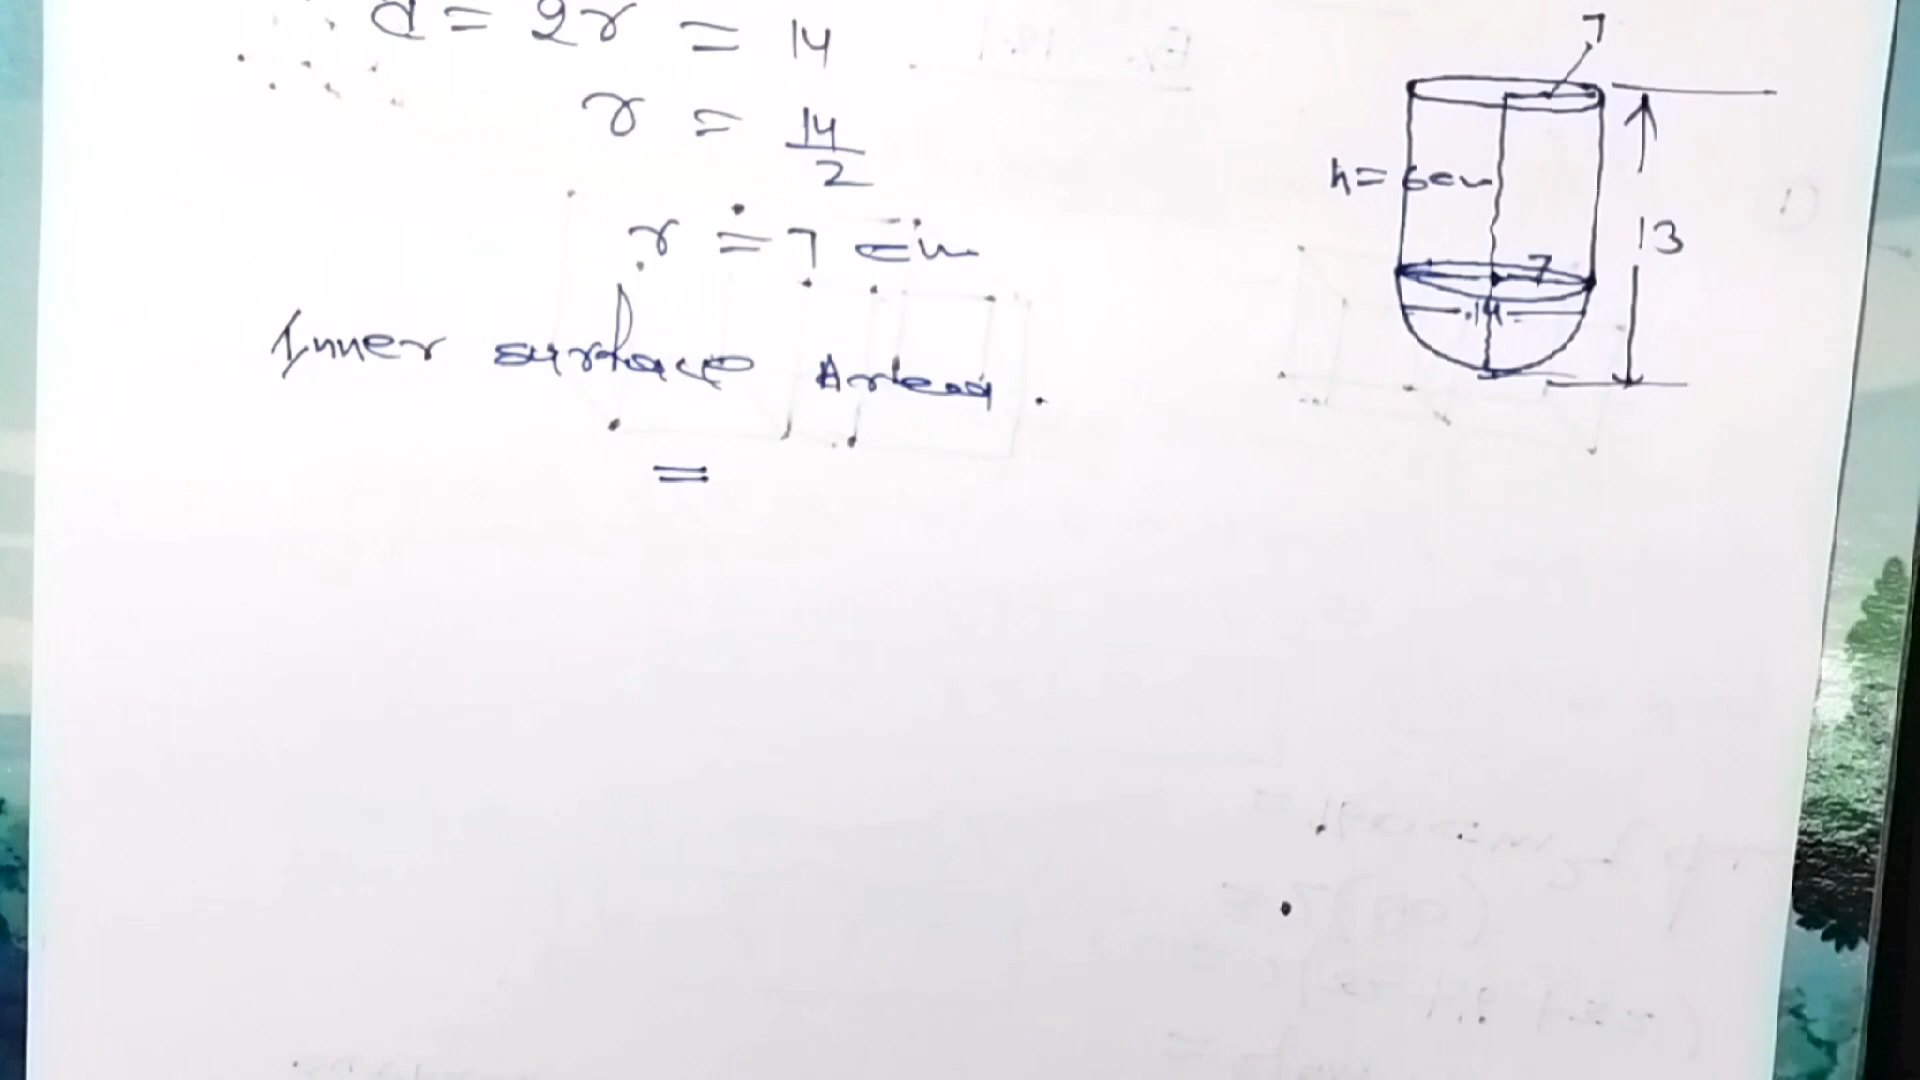 d = 2r = 14
r = 14/2
r = 7 cm
Inner surface Area.
=
7
h = 6cm
13
7
14